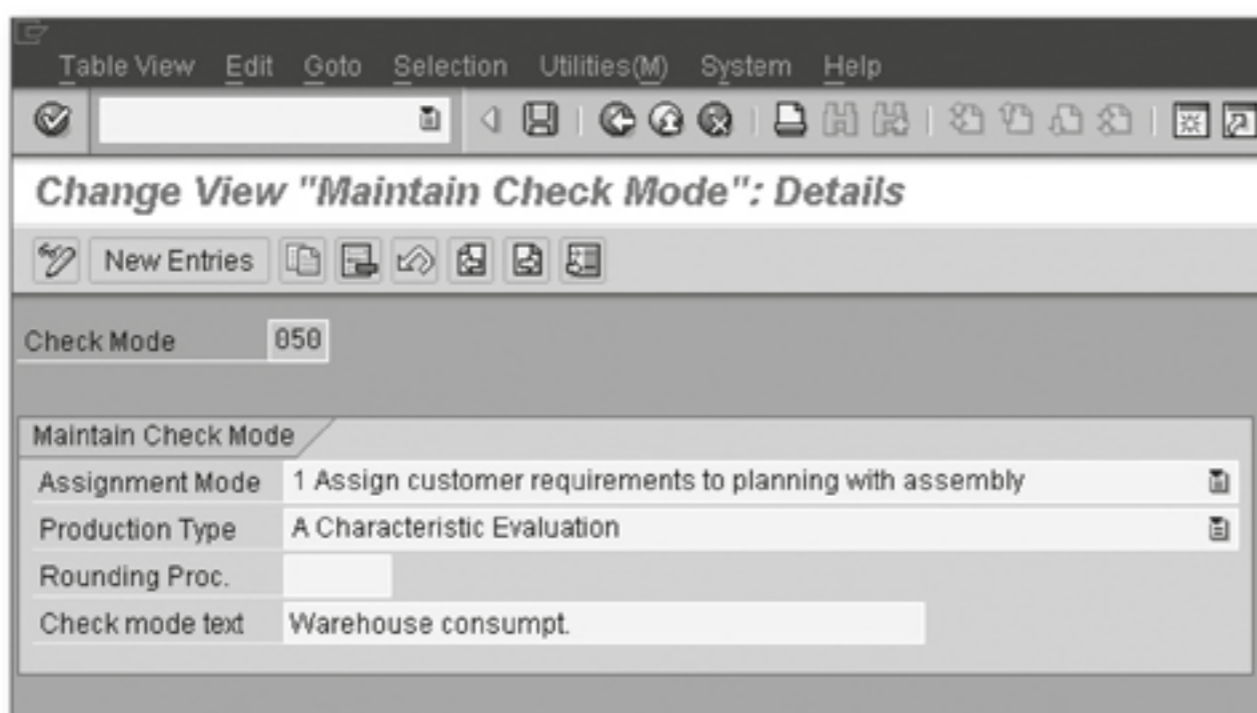 Table View Edit Goto Selection Utilities(M) System Help
Change View "Maintain Check Mode": Details
New Entries
Check Mode 050
Maintain Check Mode
Assignment Mode 1 Assign customer requirements to planning with assembly
Production Type A Characteristic Evaluation
Rounding Proc.
Check mode text Warehouse consumpt.